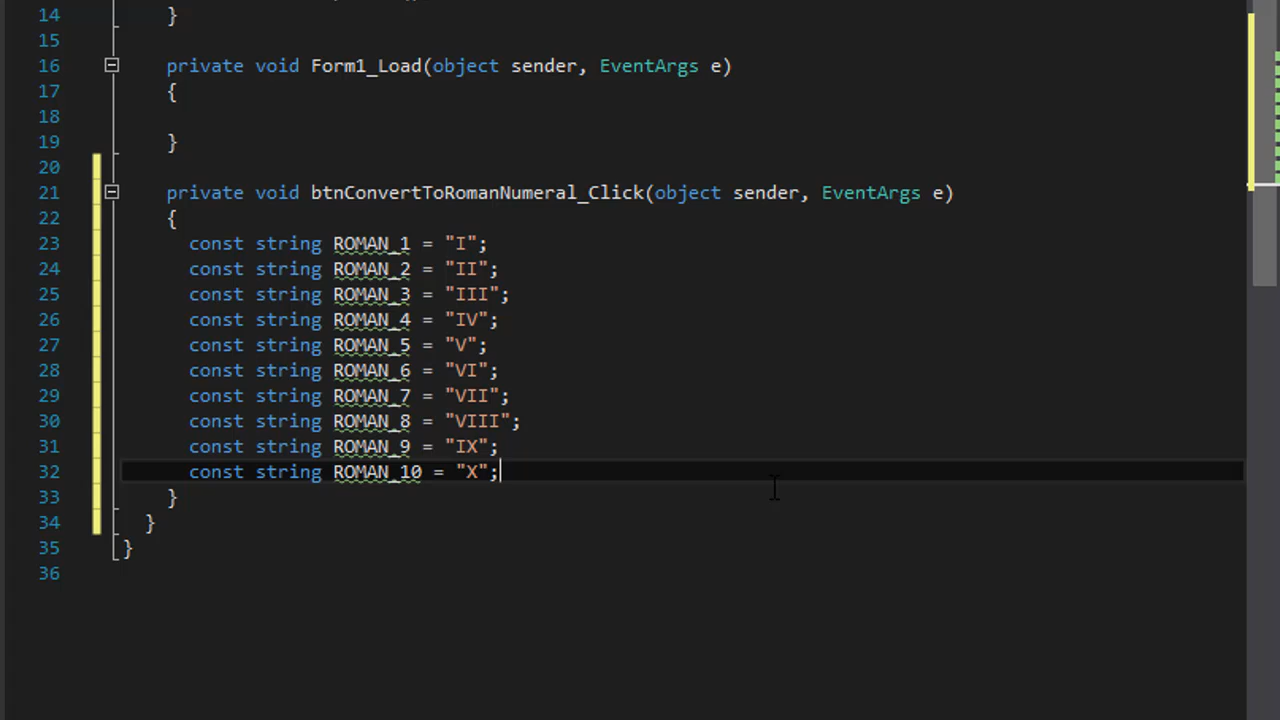 14 }
15
16 private void Form1_Load(object sender, EventArgs e)
17 {
18
19 }
20
21 private void btnConvertToRomanNumeral_Click(object sender, EventArgs e)
22 {
23 const string ROMAN_1 = "I";
24 const string ROMAN_2 = "II";
25 const string ROMAN_3 = "III";
26 const string ROMAN_4 = "IV";
27 const string ROMAN_5 = "V";
28 const string ROMAN_6 = "VI";
29 const string ROMAN_7 = "VII";
30 const string ROMAN_8 = "VIII";
31 const string ROMAN_9 = "IX";
32 const string ROMAN_10 = "X";
33 }
34 }
35 }
36